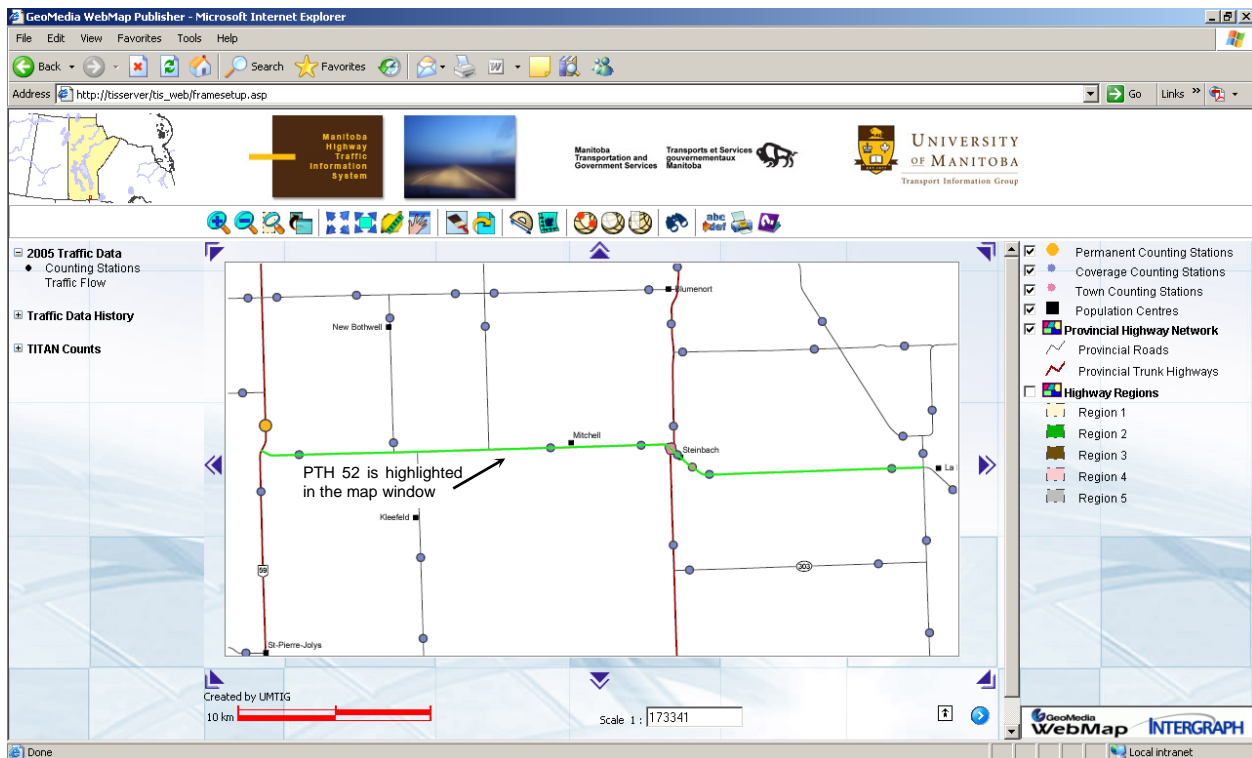 GeoMedia WebMap Publisher - Microsoft Internet Explorer
File Edit View Favorites Tools Help
Back Search Favorites
Address http://tisserver/tis_web/framesetup.asp Go Links »
Manitoba
Highway
Traffic
Information
System
Manitoba
Transportation and
Government Services
Transports et Services
gouvernementaux
Manitoba
UNIVERSITY
OF MANITOBA
Transport Information Group
abc
def
2005 Traffic Data
Counting Stations
Traffic Flow
Traffic Data History
TITAN Counts
Blumenort
New Bothwell
Mitchell
Steinbach
La
PTH 52 is highlighted
in the map window
Kleefeld
59
303
St-Pierre-Jolys
Permanent Counting Stations
Coverage Counting Stations
Town Counting Stations
Population Centres
Provincial Highway Network
Provincial Roads
Provincial Trunk Highways
Highway Regions
Region 1
Region 2
Region 3
Region 4
Region 5
Created by UMTIG
10 km
Scale 1 : 173341
GeoMedia
WebMap
INTERGRAPH
Done Local intranet